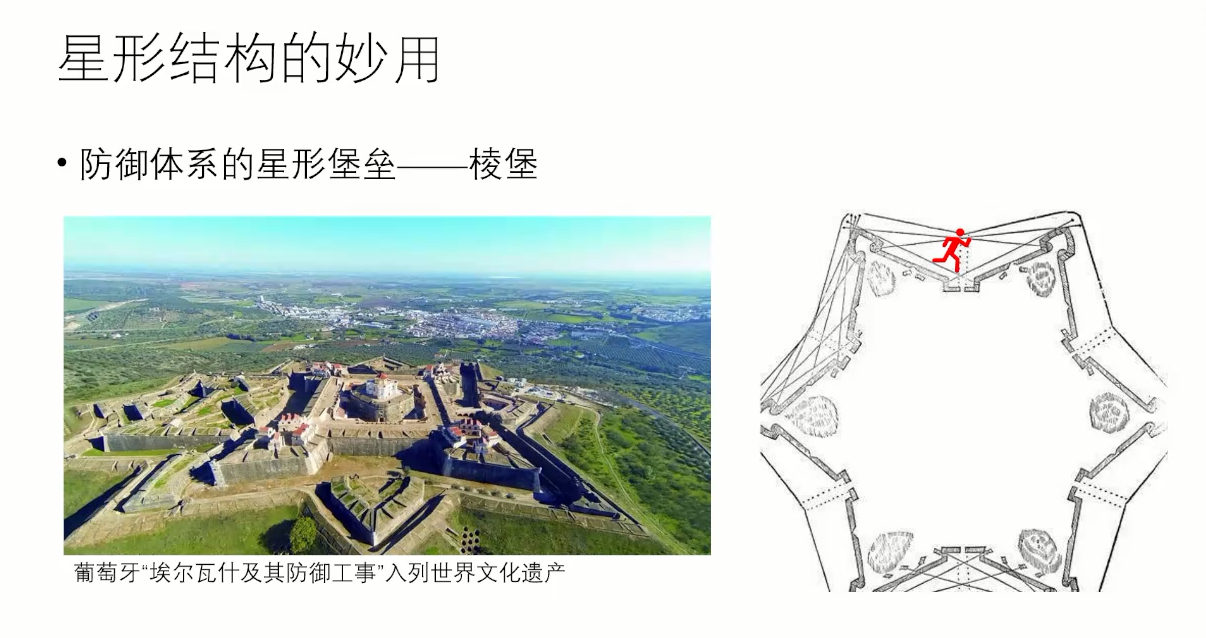 星形结构的妙用
• 防御体系的星形堡垒——棱堡
葡萄牙“埃尔瓦什及其防御工事”入列世界文化遗产